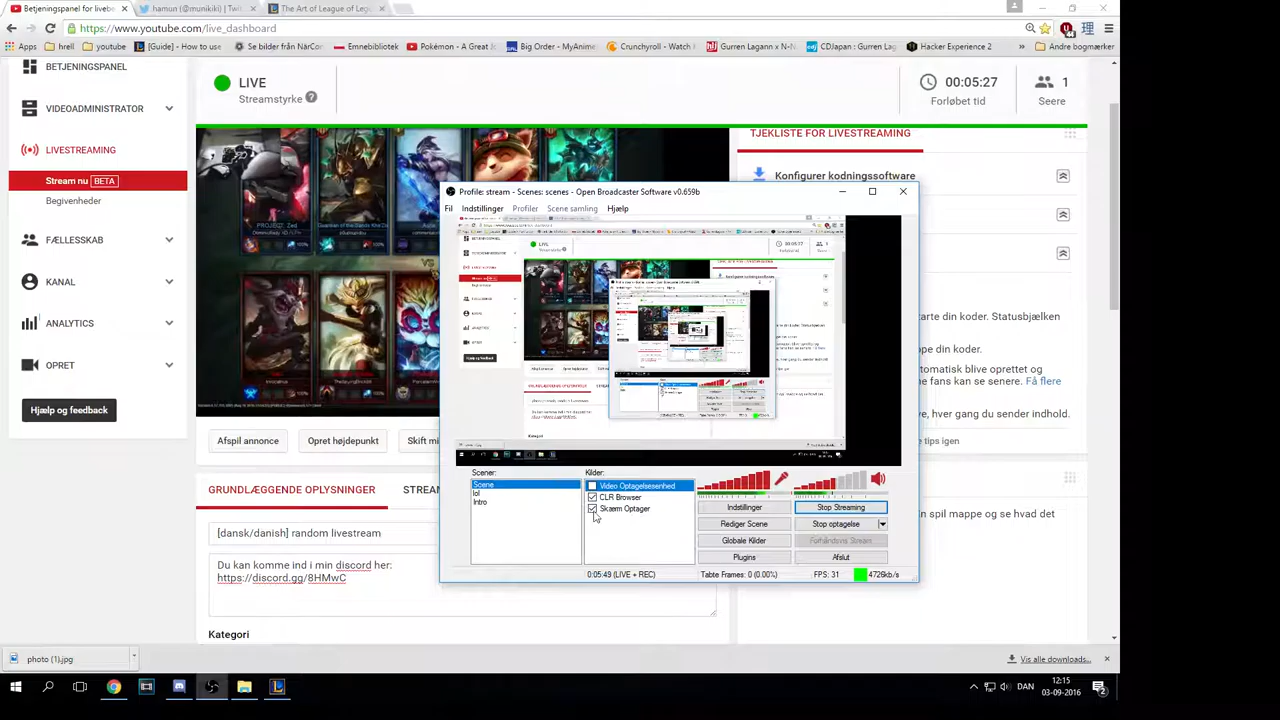 Betjeningspanel for livebe
hamun (@munikiki) | Twit
The Art of League of Leg
https://www.youtube.com/live_dashboard
Apps
hrell
youtube
[Guide] - How to use
Se bilder från NärCon
Emnebibliotek
Pokémon - A Great Jo
Big Order - MyAnime
Crunchyroll - Watch
Gurren Lagann x N-N
CDJapan : Gurren Lag
Hacker Experience 2
»
Andre bogmærker
BETJENINGSPANEL
VIDEOADMINISTRATOR
LIVESTREAMING
Stream nu BETA
Begivenheder
FÆLLESSKAB
KANAL
ANALYTICS
OPRET
Hjælp og feedback
LIVE
Streamstyrke ?
00:05:27
Forløbet tid
1
Seere
PROJECT: Zed
TJEKLISTE FOR LIVESTREAMING
Konfigurer kodningssoftware
arte din koder. Statusbjælken
pe din koder.
tomatisk blive oprettet og
e fans kan se senere. Få flere
, hver gang du sender indhold.
e tips igen
n spil mappe og se hvad det
Afspil annonce
Opret højdepunkt
Skift mi
GRUNDLÆGGENDE OPLYSNINGER
STREA
[dansk/danish] random livestream
Du kan komme ind i min discord her:
https://discord.gg/8HMwC
Kategori
Profile: stream - Scenes: scenes - Open Broadcaster Software v0.659b
Fil Indstillinger Profiler Scene samling Hjælp
Scener:
Scene
lol
Intro
Kilder:
Video Optagelsesenhed
CLR Browser
Skærm Optager
Indstillinger
Stop Streaming
Rediger Scene
Stop optagelse
Globale Kilder
Forhåndsvis Stream
Plugins
Afslut
0:05:49 (LIVE + REC)
Tabte Frames: 0 (0.00%)
FPS: 31
4726kb/s
photo (1).jpg
Vis alle downloads...
DAN
12:15
03-09-2016
2